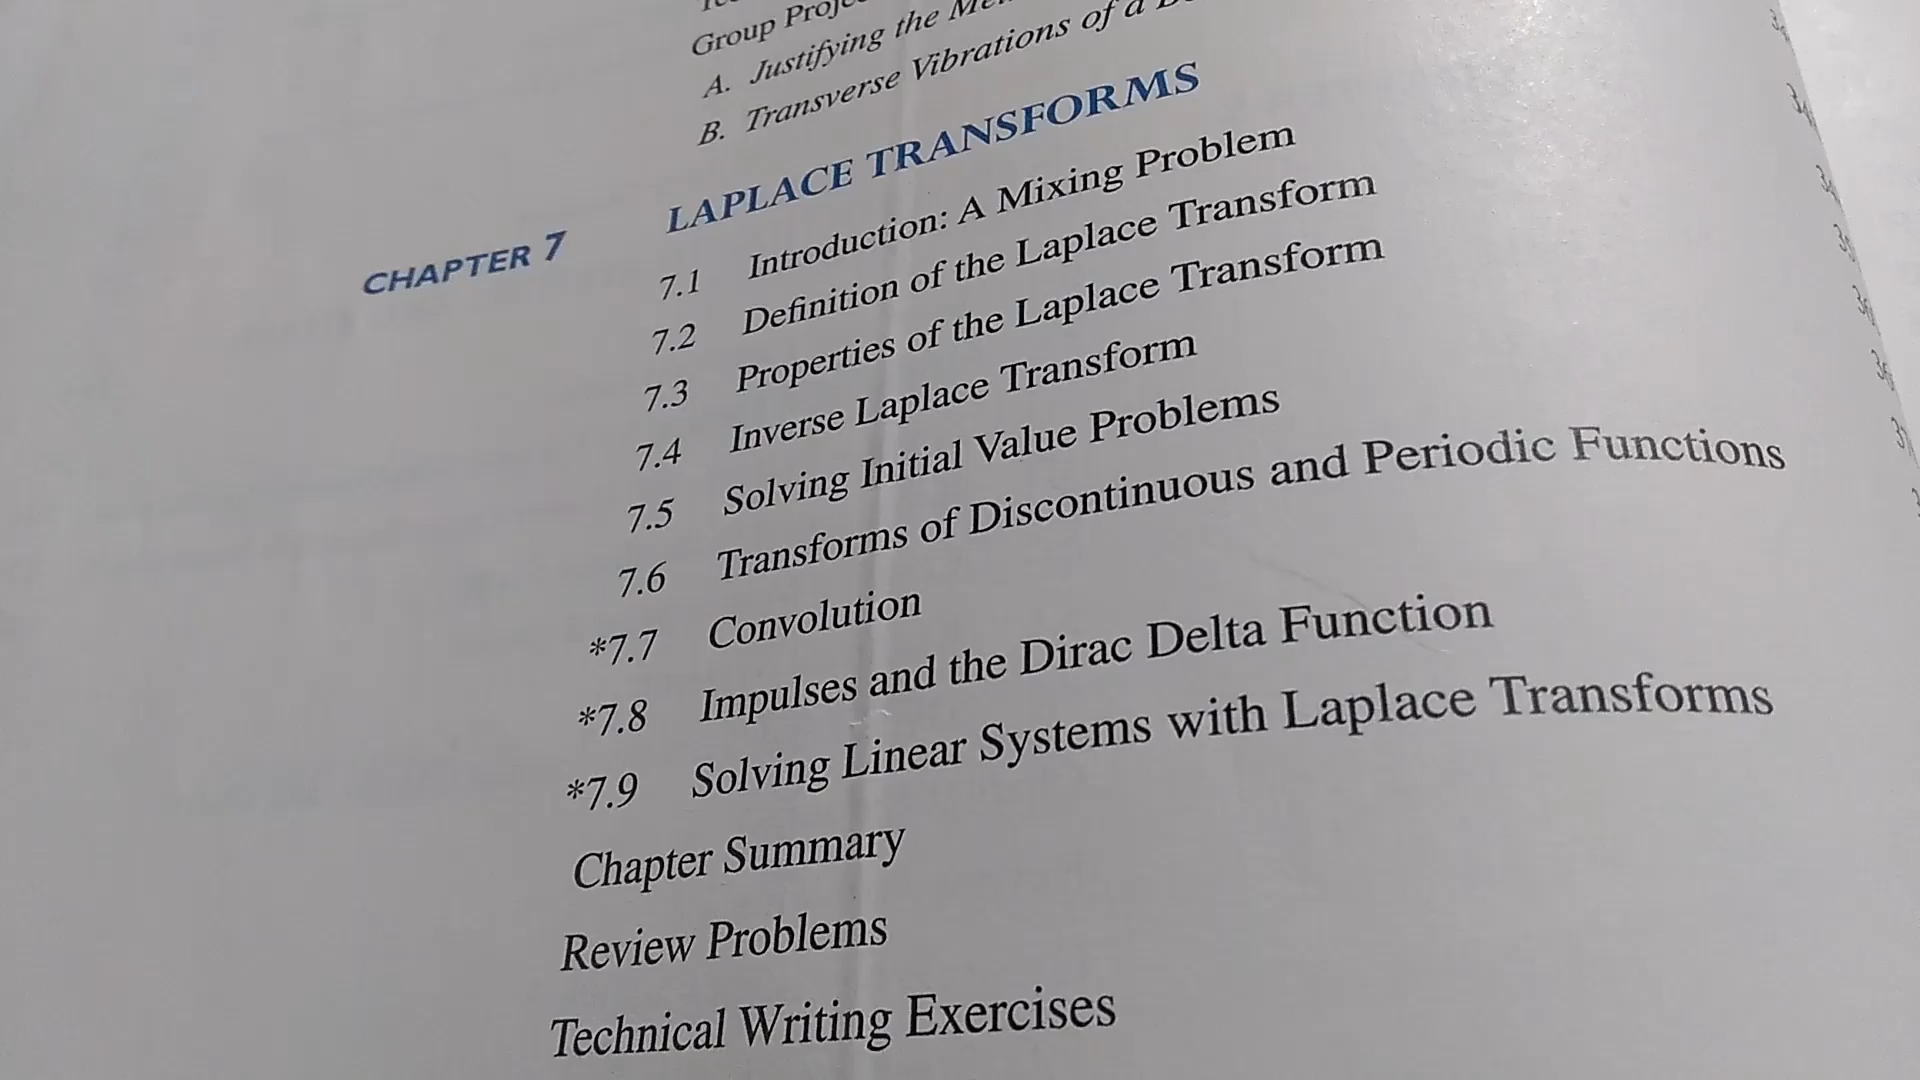 Group
A. Justifying the
B. Transverse Vibrations of a
CHAPTER 7 LAPLACE TRANSFORMS
7.1 Introduction: A Mixing Problem
7.2 Definition of the Laplace Transform
7.3 Properties of the Laplace Transform
7.4 Inverse Laplace Transform
7.5 Solving Initial Value Problems
7.6 Transforms of Discontinuous and Periodic Functions
*7.7 Convolution
*7.8 Impulses and the Dirac Delta Function
*7.9 Solving Linear Systems with Laplace Transforms
Chapter Summary
Review Problems
Technical Writing Exercises